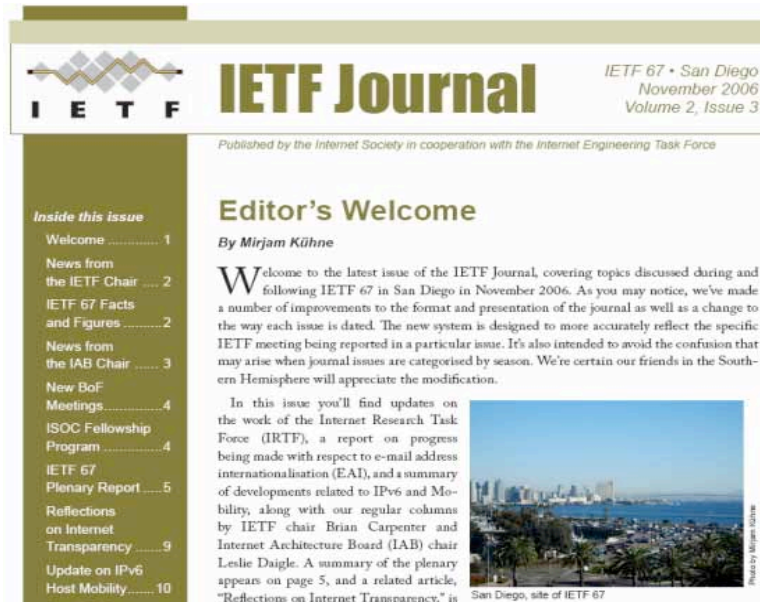 IETF
IETF Journal
IETF 67 • San Diego
November 2006
Volume 2, Issue 3
Published by the Internet Society in cooperation with the Internet Engineering Task Force
Inside this issue
Welcome ............. 1
News from
the IETF Chair .... 2
IETF 67 Facts
and Figures ......... 2
News from
the IAB Chair ...... 3
New BoF
Meetings..............4
ISOC Fellowship
Program ..............4
IETF 67
Plenary Report .....5
Reflections
on Internet
Transparency .......9
Update on IPv6
Host Mobility.......10
Editor's Welcome
By Mirjam Kühne
Welcome to the latest issue of the IETF Journal, covering topics discussed during and
following IETF 67 in San Diego in November 2006. As you may notice, we've made
a number of improvements to the format and presentation of the journal as well as a change to
the way each issue is dated. The new system is designed to more accurately reflect the specific
IETF meeting being reported in a particular issue. It's also intended to avoid the confusion that
may arise when journal issues are categorised by season. We're certain our friends in the South-
ern Hemisphere will appreciate the modification.
In this issue you'll find updates on
the work of the Internet Research Task
Force (IRTF), a report on progress
being made with respect to e-mail address
internationalisation (EAI), and a summary
of developments related to IPv6 and Mo-
bility, along with our regular columns
by IETF chair Brian Carpenter and
Internet Architecture Board (IAB) chair
Leslie Daigle. A summary of the plenary
appears on page 5, and a related article,
"Reflections on Internet Transparency," is
Photo by Mirjam Kühne
San Diego, site of IETF 67